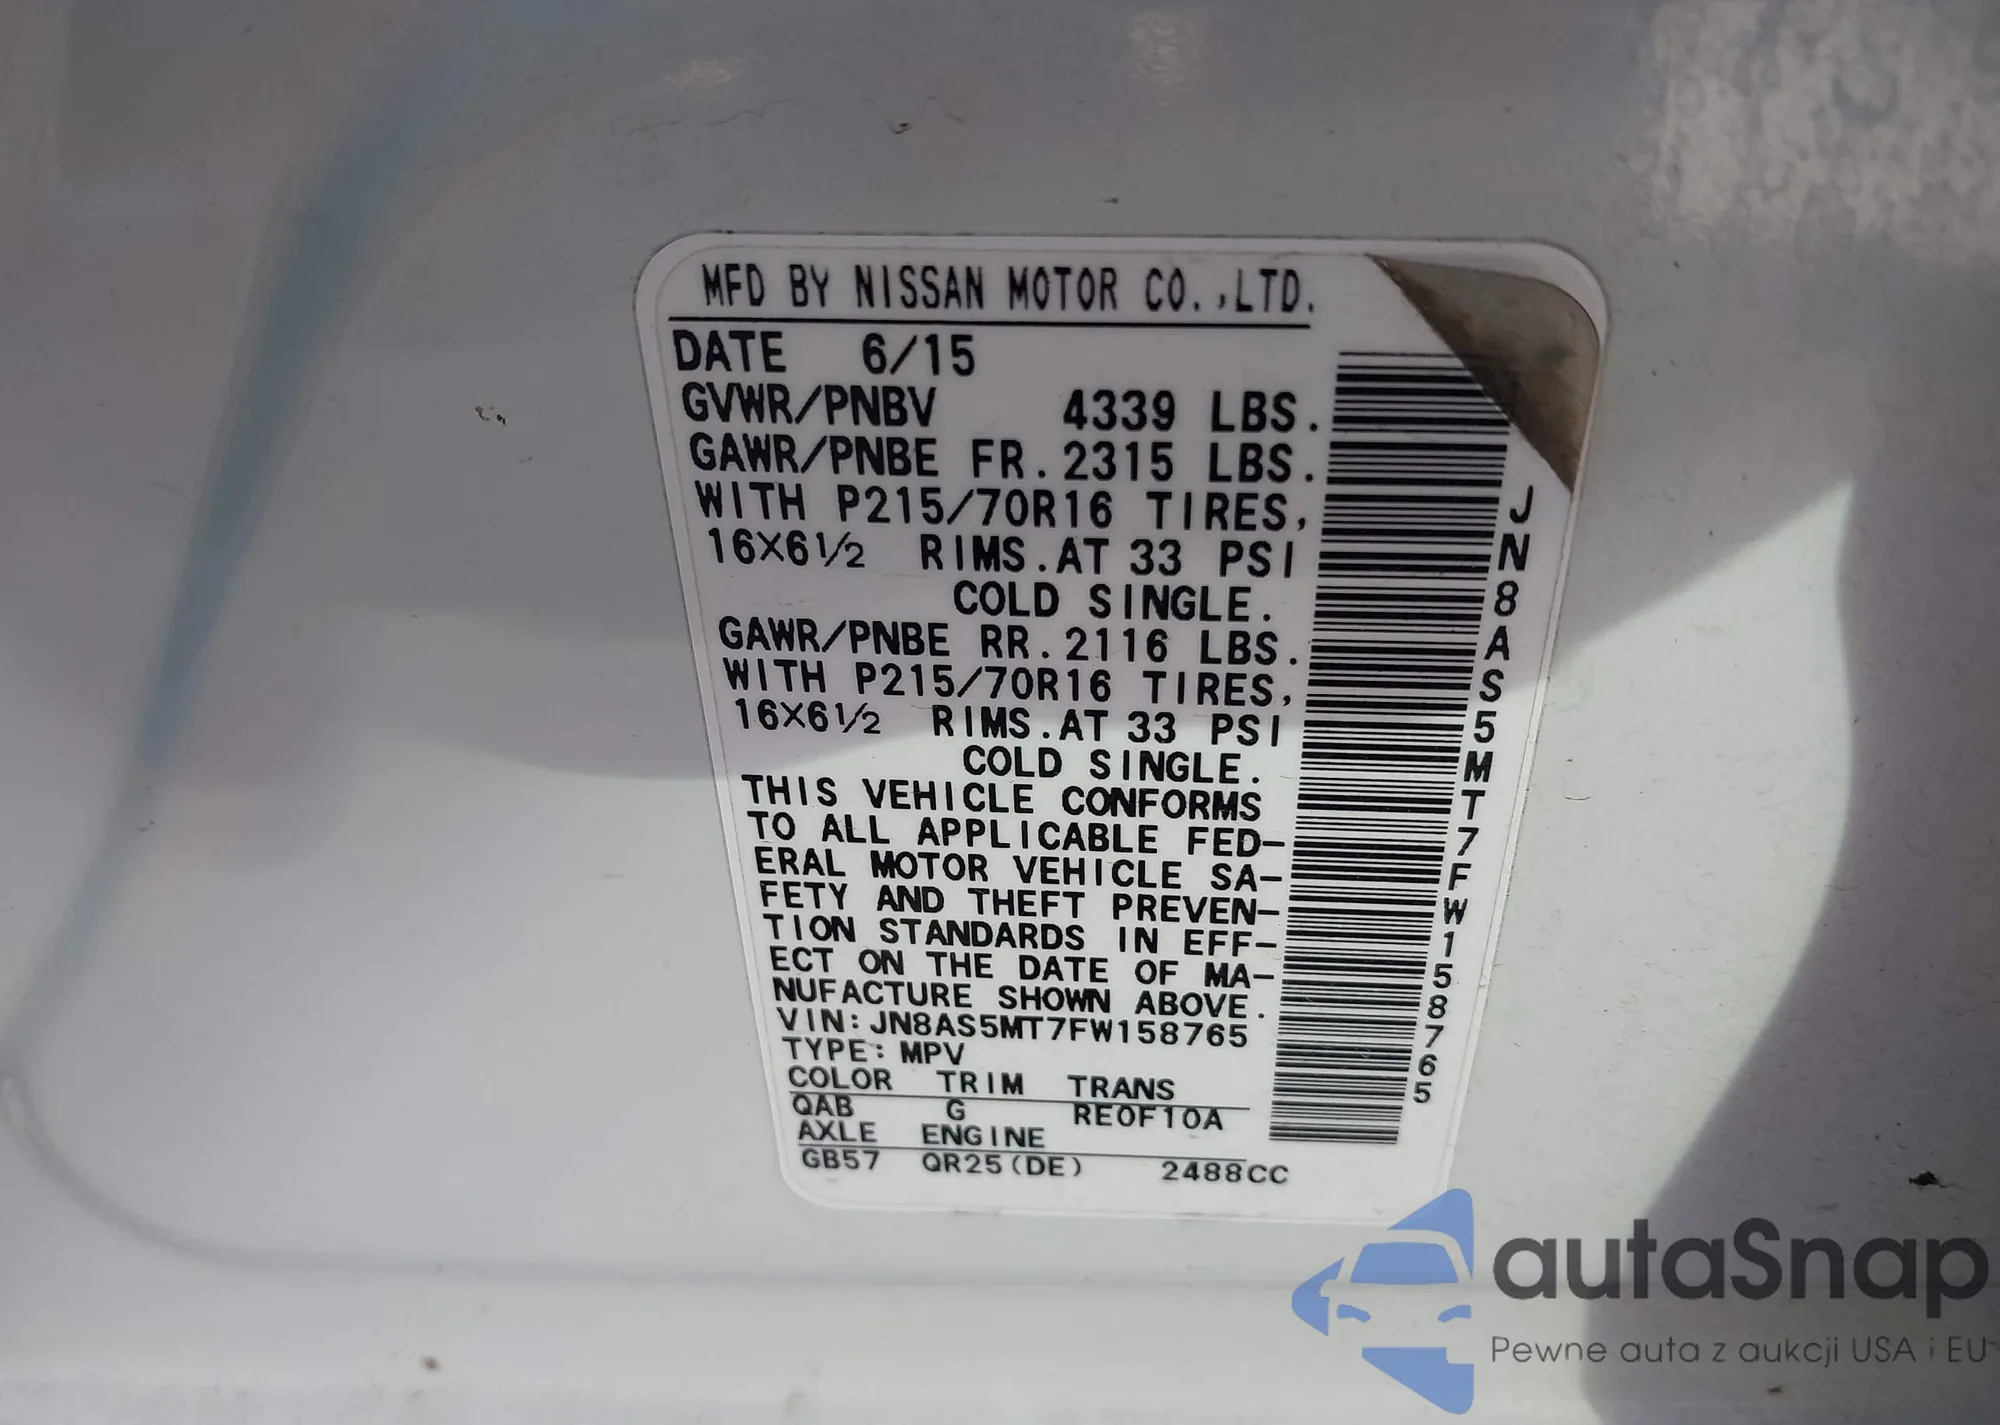 MFD BY NISSAN MOTOR CO.,LTD.
DATE 6/15
GVWR/PNBV 4339 LBS.
GAWR/PNBE FR.2315 LBS.
WITH P215/70R16 TIRES,
16X6½ RIMS.AT 33 PSI
COLD SINGLE.
GAWR/PNBE RR.2116 LBS.
WITH P215/70R16 TIRES,
16X6½ RIMS.AT 33 PSI
COLD SINGLE.
THIS VEHICLE CONFORMS
TO ALL APPLICABLE FED-
ERAL MOTOR VEHICLE SA-
FETY AND THEFT PREVEN-
TION STANDARDS IN EFF-
ECT ON THE DATE OF MA-
NUFACTURE SHOWN ABOVE.
VIN:JN8AS5MT7FW158765
TYPE:MPV
COLOR TRIM TRANS
QAB G RE0F10A
AXLE ENGINE
GB57 QR25(DE) 2488CC
JN8AS5MT7FW158765
autaSnap
Pewne auta z aukcji USA i EU